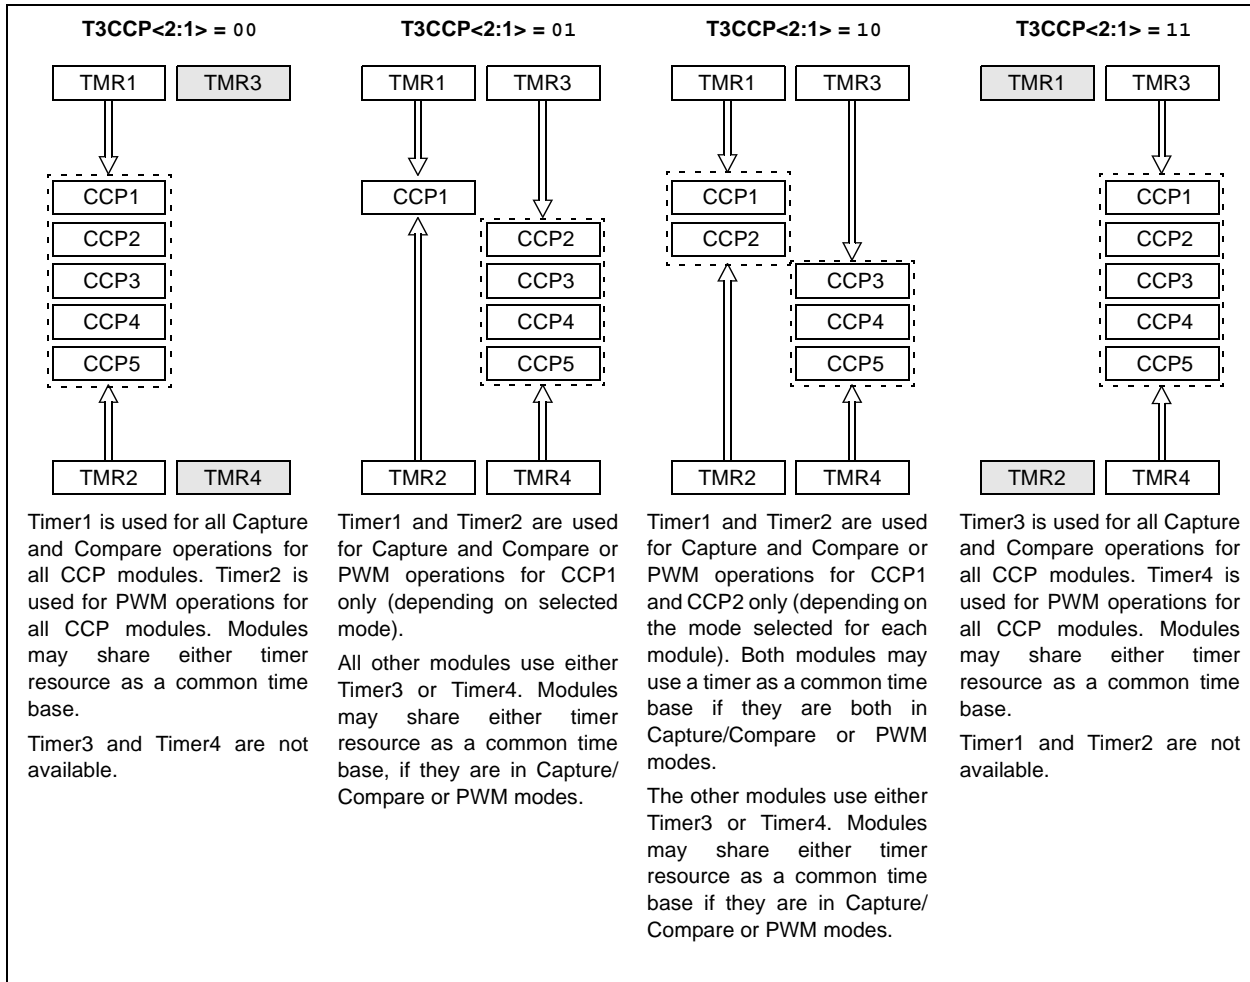 T3CCP<2:1> = 00
TMR1 TMR3
CCP1
CCP2
CCP3
CCP4
CCP5
TMR2 TMR4
Timer1 is used for all Capture
and Compare operations for
all CCP modules. Timer2 is
used for PWM operations for
all CCP modules. Modules
may share either timer
resource as a common time
base.
Timer3 and Timer4 are not
available.
T3CCP<2:1> = 01
TMR1 TMR3
CCP1
CCP2
CCP3
CCP4
CCP5
TMR2 TMR4
Timer1 and Timer2 are used
for Capture and Compare or
PWM operations for CCP1
only (depending on selected
mode).
All other modules use either
Timer3 or Timer4. Modules
may share either timer
resource as a common time
base, if they are in Capture/
Compare or PWM modes.
T3CCP<2:1> = 10
TMR1 TMR3
CCP1
CCP2
CCP3
CCP4
CCP5
TMR2 TMR4
Timer1 and Timer2 are used
for Capture and Compare or
PWM operations for CCP1
and CCP2 only (depending on
the mode selected for each
module). Both modules may
use a timer as a common time
base if they are both in
Capture/Compare or PWM
modes.
The other modules use either
Timer3 or Timer4. Modules
may share either timer
resource as a common time
base if they are in Capture/
Compare or PWM modes.
T3CCP<2:1> = 11
TMR1 TMR3
CCP1
CCP2
CCP3
CCP4
CCP5
TMR2 TMR4
Timer3 is used for all Capture
and Compare operations for
all CCP modules. Timer4 is
used for PWM operations for
all CCP modules. Modules
may share either timer
resource as a common time
base.
Timer1 and Timer2 are not
available.